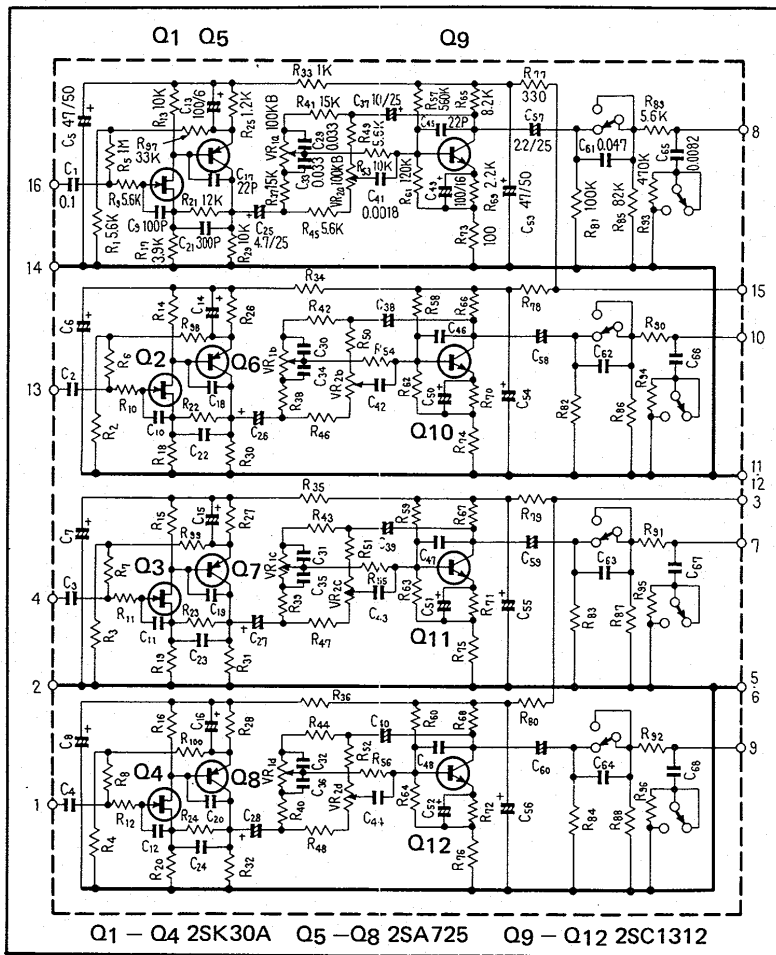 Q1 Q5 Q9
C5 47/50
R13 10K
C13 100/6
R25 1.2K
R33 1K
R41 15K
C37 10/25
R57 560K
R65 8.2K
R77 330
R89 5.6K
8
R97 33K
R5 1M
VR1a 100KB
C29 0.033
C33 0.033
R49 5.6K
C45 22P
C57 22/25
C61 0.047
C65 0.0082
16
C1 0.1
R9 5.6K
C17 22P
R37 15K
VR2a 100KB
R53 10K
C41 0.0018
R61 120K
C49 100/16
R69 2.2K
C53 47/50
R81 100K
R85 82K
R93 470K
R1 5.6K
C9 100P
R21 12K
R17 3.9K
C21 300P
R29 10K
C25 4.7/25
R45 5.6K
R73 100
14
C6 R14 C14 R26 R34 R42 C38 R58 R66 R78 15
R98 R50 C46 C58 R90 10
R6 Q2 Q6 VR1b C30 C34 R54 C62 C66
13 C2 R10 R22 C18 R38 VR2b C42 R62 C50 R70 C54 R82 R86 R94
R2 C10 C22 C26 R46 Q10
R18 R30 R74
11
12
C7 R15 C15 R27 R35 R43 C39 R59 R67 R79 3
R99 R51 C47 C59 R91 7
R7 Q3 Q7 VR1c C31 C35 R55 C63 C67
4 C3 R11 R23 C19 R39 VR2c C43 R63 C51 R71 C55 R83 R87 R95
R3 C11 C23 C27 R47 Q11
R19 R31 R75
2 5
6
C8 R16 C16 R28 R36 R44 C40 R60 R68 R80
R100 R52 C48 C60 R92 9
R8 Q4 Q8 VR1d C32 C36 R56 C64 C68
1 C4 R12 R24 C20 R40 VR2d C44 R64 C52 R72 C56 R84 R88 R96
R4 C12 C24 C28 R48 Q12
R20 R32 R76
Q1 – Q4 2SK30A Q5 – Q8 2SA725 Q9 – Q12 2SC1312